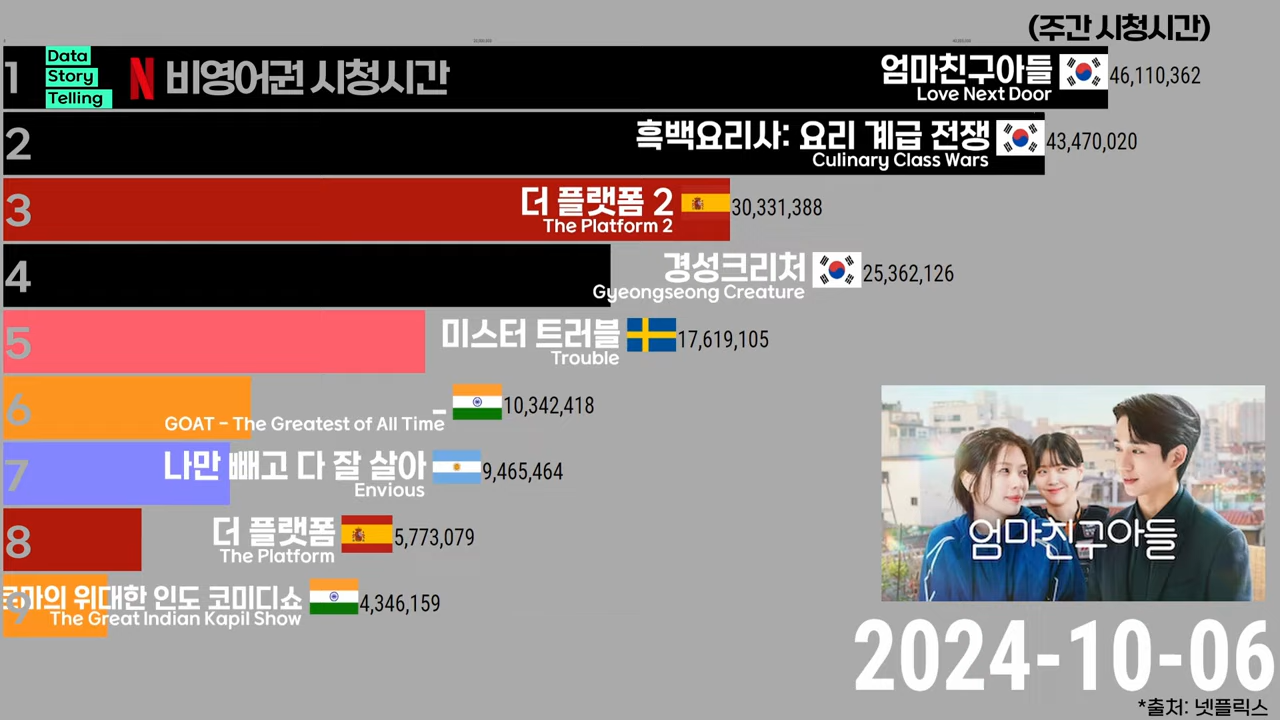 (주간 시청시간)
Data
Story
Telling
N 비영어권 시청시간
1
엄마친구아들
Love Next Door
46,110,362
2
흑백요리사: 요리 계급 전쟁
Culinary Class Wars
43,470,020
3
더 플랫폼 2
The Platform 2
30,331,388
4
경성크리처
Gyeongseong Creature
25,362,126
5
미스터 트러블
Trouble
17,619,105
6
–
GOAT - The Greatest of All Time
10,342,418
7
나만 빼고 다 잘 살아
Envious
9,465,464
8
더 플랫폼
The Platform
5,773,079
9
위대한 인도 코미디쇼
The Great Indian Kapil Show
4,346,159
엄마친구아들
2024-10-06
*출처: 넷플릭스